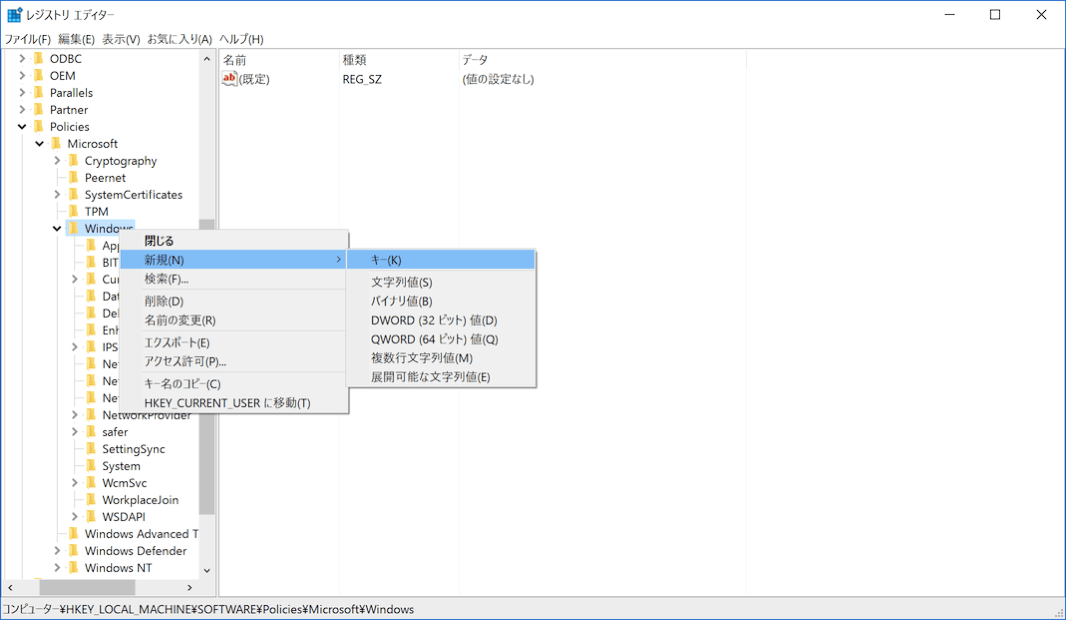 レジストリ エディター
ファイル(F) 編集(E) 表示(V) お気に入り(A) ヘルプ(H)
ODBC
OEM
Parallels
Partner
Policies
Microsoft
Cryptography
Peernet
SystemCertificates
TPM
Windows
App
BIT
Cur
Dat
Del
Enh
IPS
Net
Net
Net
NetworkProvider
safer
SettingSync
System
WcmSvc
WorkplaceJoin
WSDAPI
Windows Advanced T
Windows Defender
Windows NT
名前 種類 データ
ab (既定) REG_SZ (値の設定なし)
閉じる
新規(N)
検索(F)...
削除(D)
名前の変更(R)
エクスポート(E)
アクセス許可(P)...
キー名のコピー(C)
HKEY_CURRENT_USER に移動(T)
キー(K)
文字列値(S)
バイナリ値(B)
DWORD (32 ビット) 値(D)
QWORD (64 ビット) 値(Q)
複数行文字列値(M)
展開可能な文字列値(E)
コンピューター¥HKEY_LOCAL_MACHINE¥SOFTWARE¥Policies¥Microsoft¥Windows